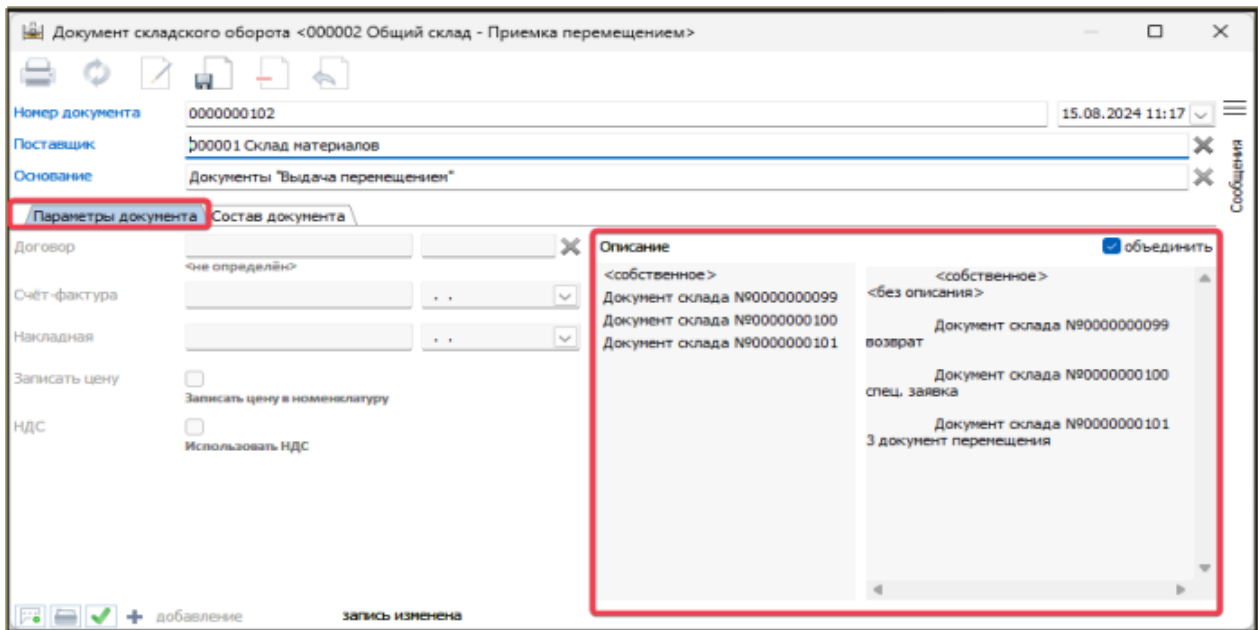 Документ складского оборота <000002 Общий склад - Приемка перемещением>
Номер документа 0000000102 15.08.2024 11:17
Поставщик 000001 Склад материалов
Основание Документы "Выдача перемещением"
Сообщения
Параметры документа Состав документа
Договор
<не определён>
Счёт-фактура . .
Накладная . .
Записать цену
Записать цену в номенклатуру
НДС
Использовать НДС
Описание объединить
<собственное>
Документ склада №0000000099
Документ склада №0000000100
Документ склада №0000000101
<собственное>
<без описания>
Документ склада №0000000099
возврат
Документ склада №0000000100
спец. заявка
Документ склада №0000000101
3 документ перемещения
добавление запись изменена